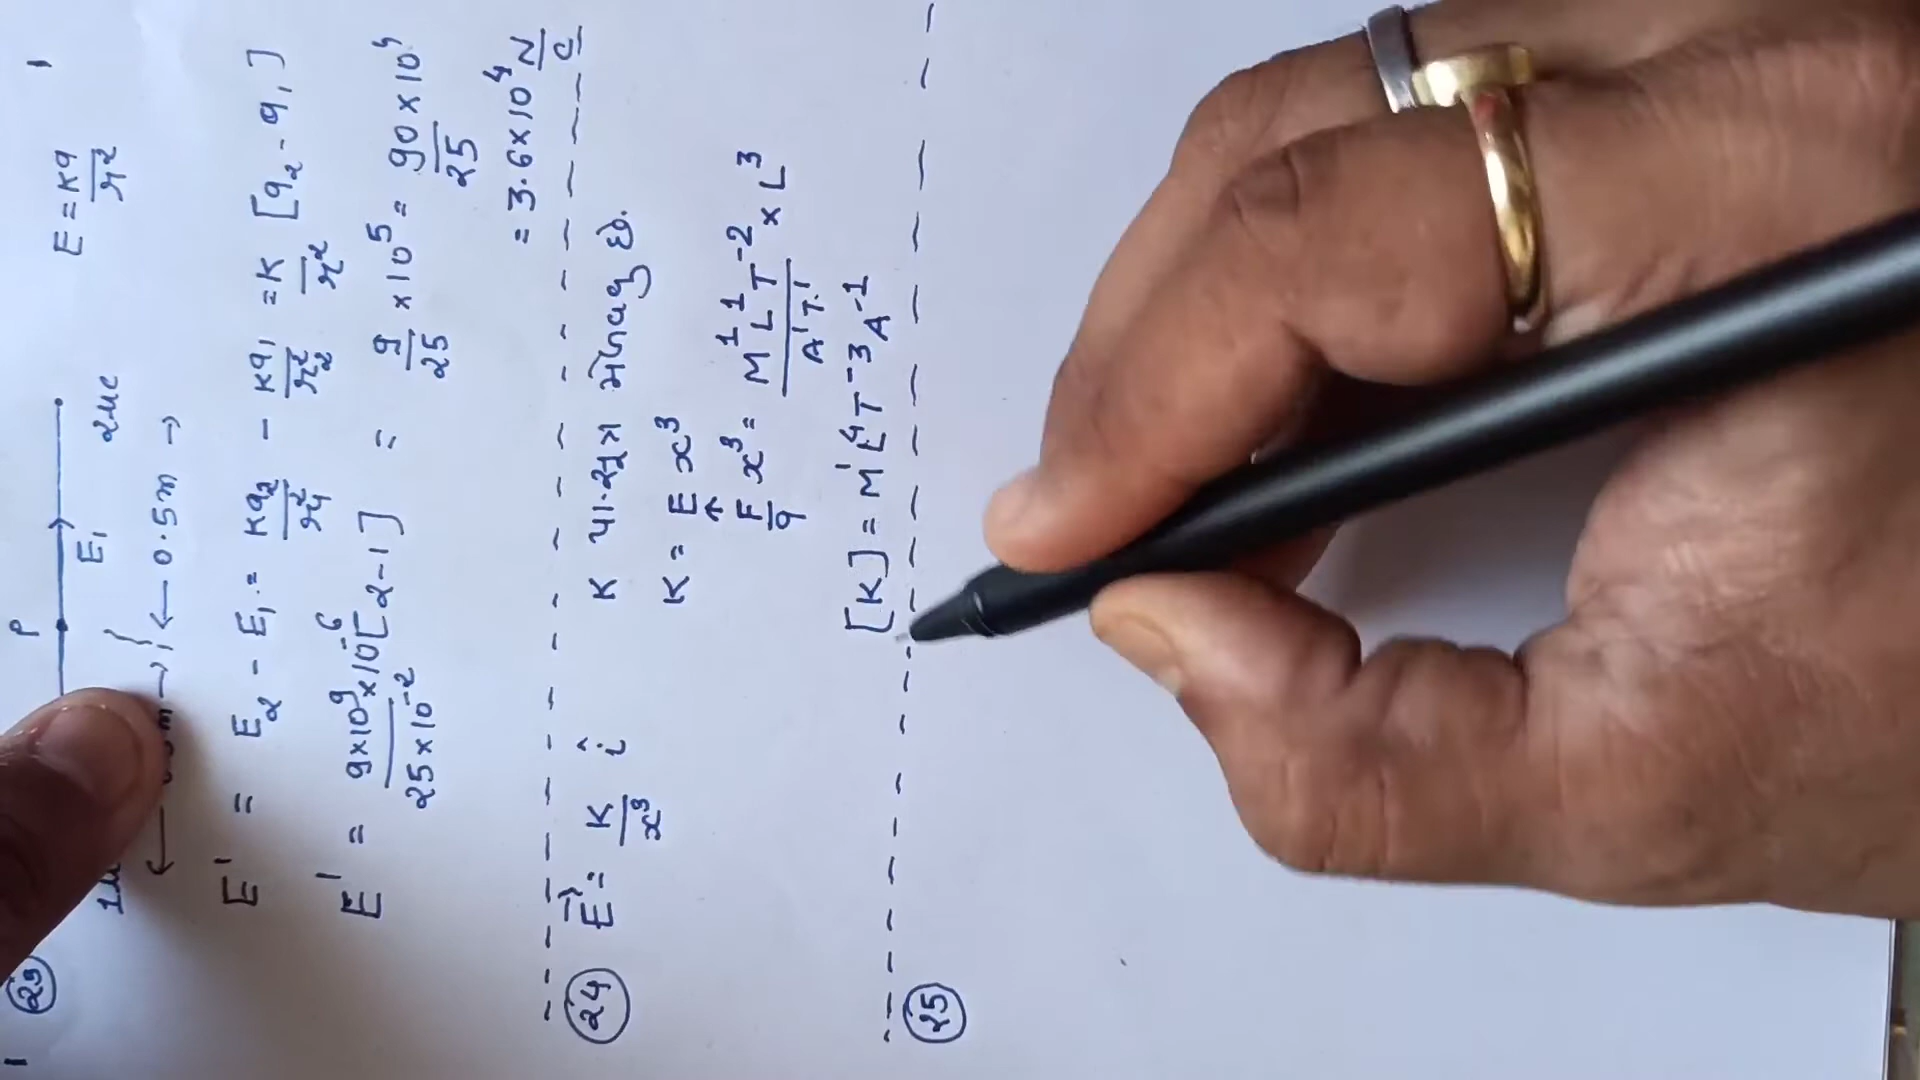 (23)
P
E = Kq / r²
E₁
2μc
← 0.5m →
E' = E₂ - E₁ = Kq₂ / r₁² - Kq₁ / r₂² = K / r² [q₂ - q₁]
E' = 9×10⁹ × 10⁻⁶ / 25×10⁻² [2-1] = 9 / 25 × 10⁵ = 90×10⁴ / 25
= 3.6×10⁴ N / C
(24) E⃗ = K / x³ î K પા.સૂત્ર મેળવવું છે.
K = E x³
F / q x³ = M¹L¹T⁻² / A¹T¹ × L³
[K] = M¹L⁴T⁻³A⁻¹
(25)